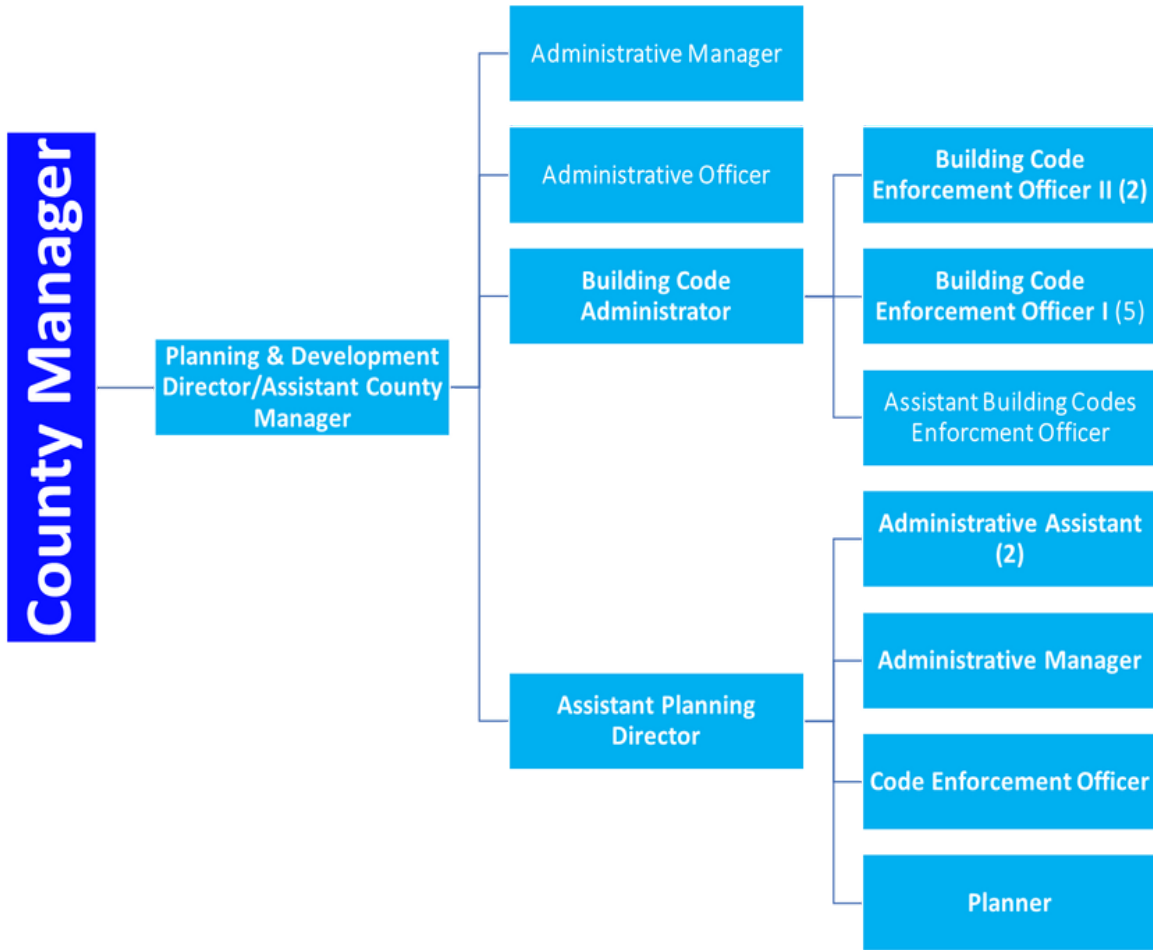 County Manager
Planning & Development
Director/Assistant County
Manager
Administrative Manager
Administrative Officer
Building Code
Administrator
Building Code
Enforcement Officer II (2)
Building Code
Enforcement Officer I (5)
Assistant Building Codes
Enforcment Officer
Assistant Planning
Director
Administrative Assistant
(2)
Administrative Manager
Code Enforcement Officer
Planner